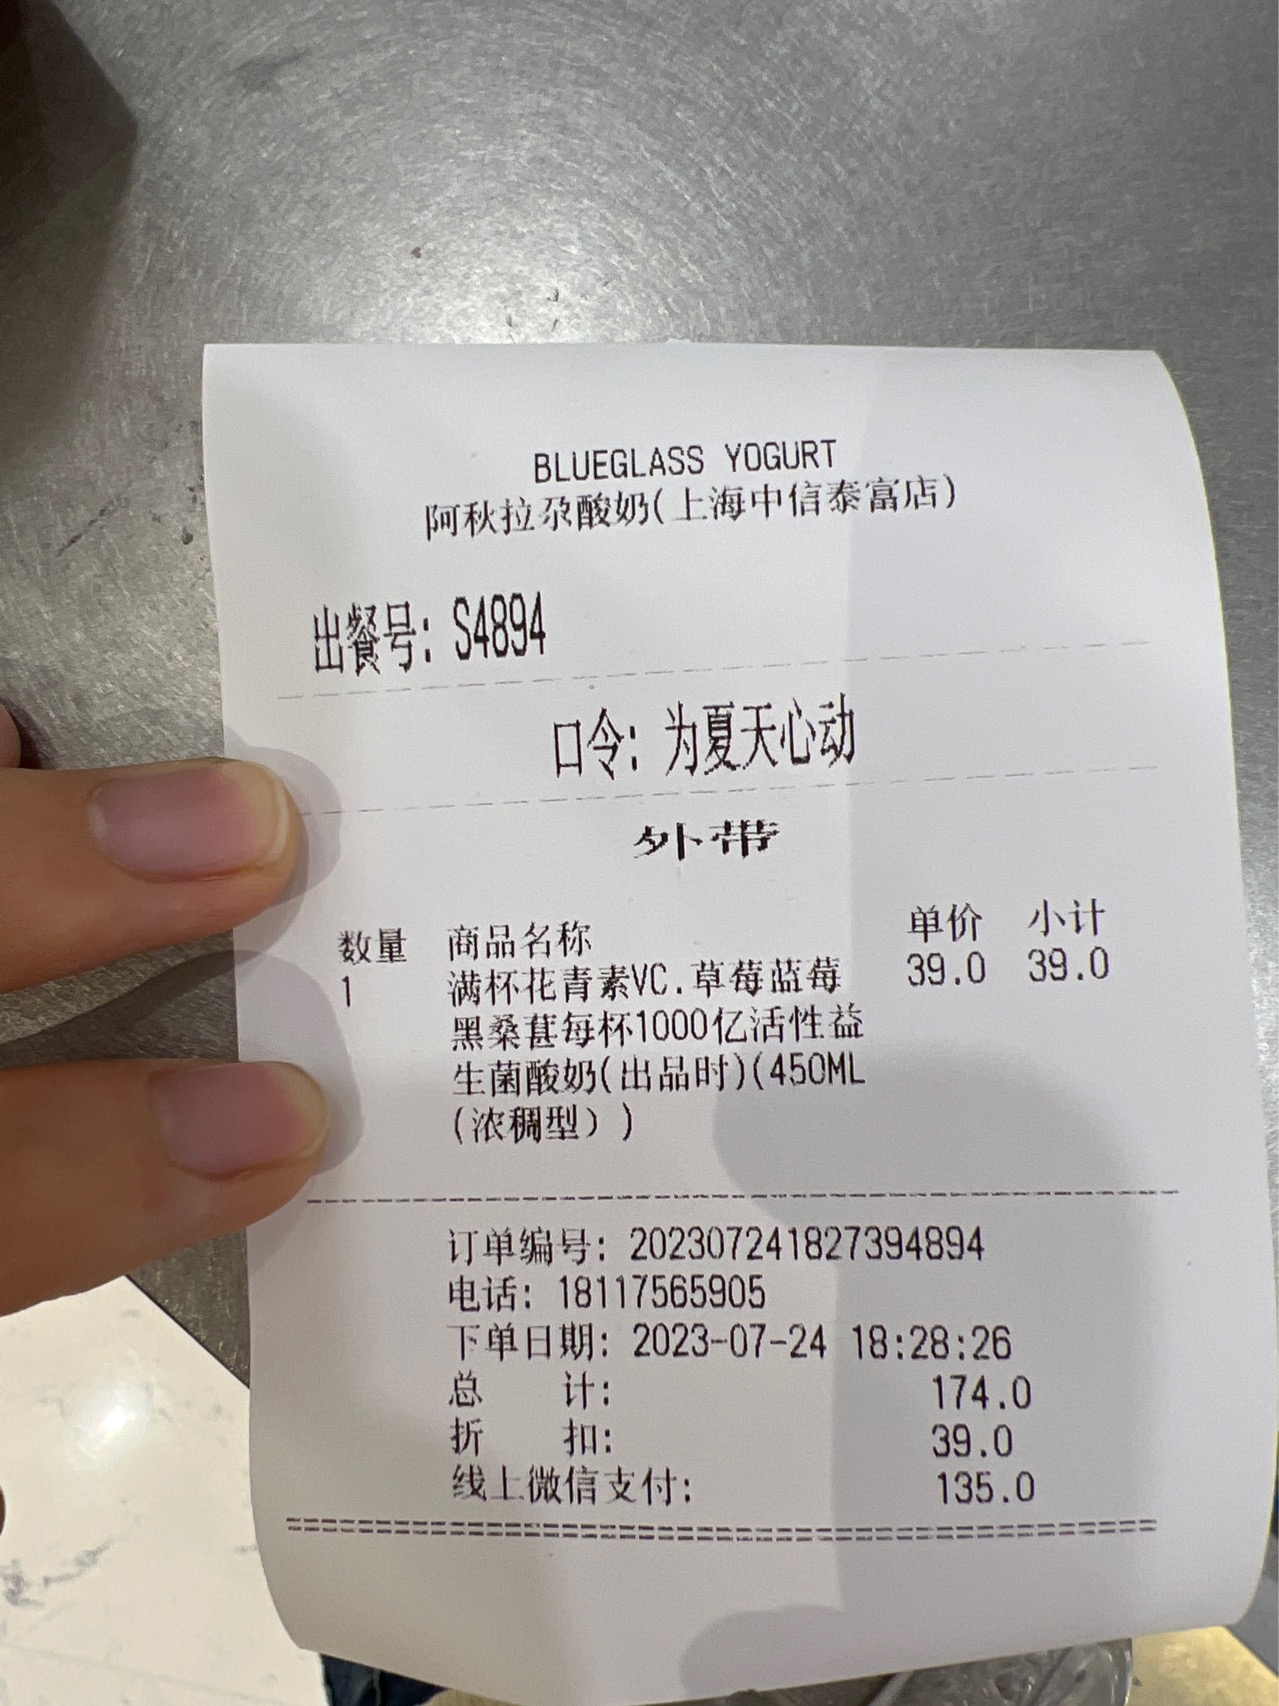 BLUEGLASS YOGURT
阿秋拉尕酸奶(上海中信泰富店)
出餐号: S4894
口令: 为夏天心动
外带
数量 商品名称 单价 小计
1 满杯花青素VC.草莓蓝莓 39.0 39.0
黑桑葚每杯1000亿活性益
生菌酸奶(出品时)(450ML
(浓稠型））
订单编号: 202307241827394894
电话: 18117565905
下单日期: 2023-07-24 18:28:26
总 计: 174.0
折 扣: 39.0
线上微信支付: 135.0